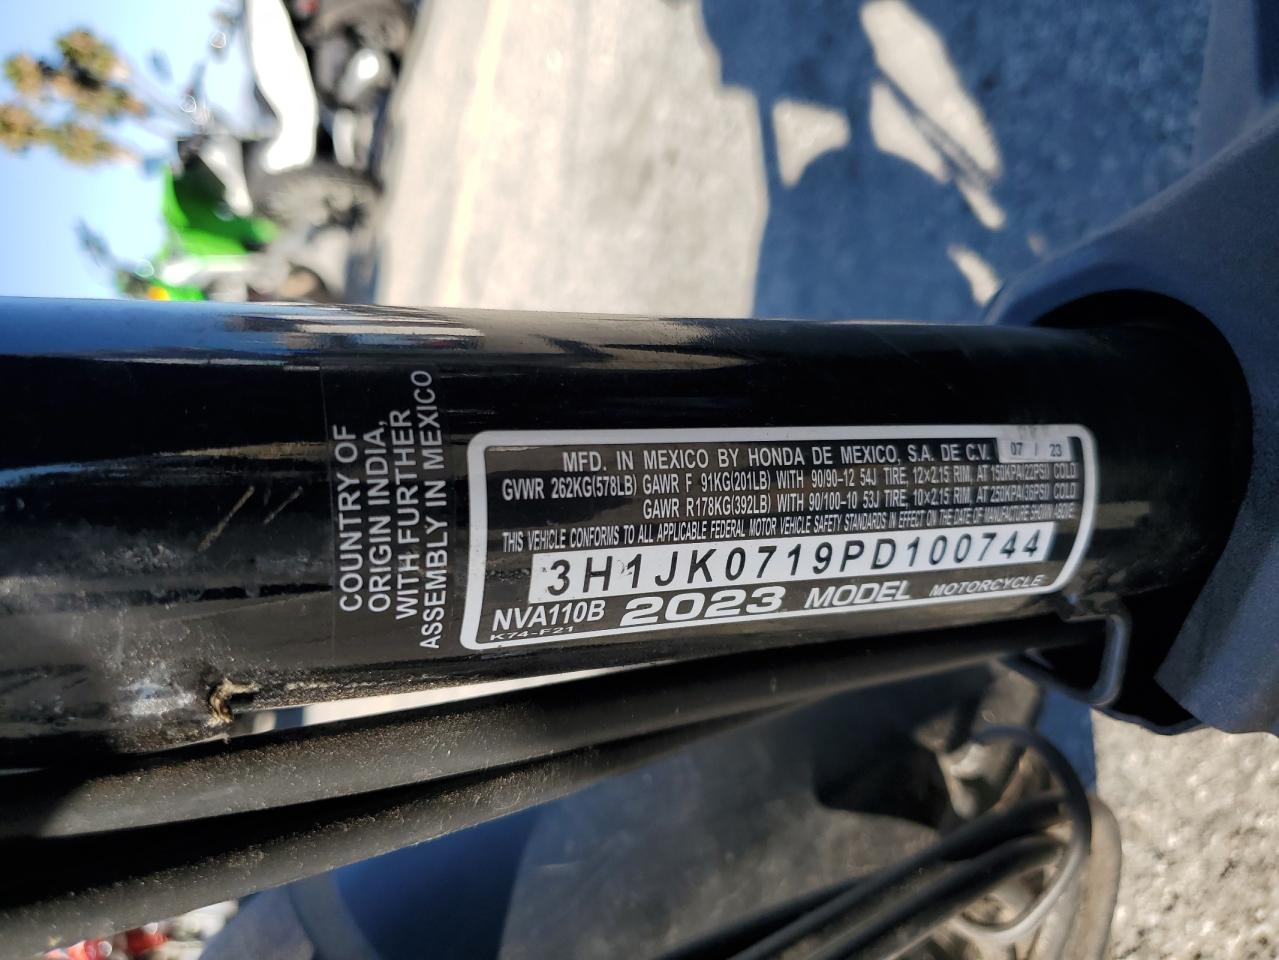 COUNTRY OF
ORIGIN INDIA,
WITH FURTHER
ASSEMBLY IN MEXICO
MFD. IN MEXICO BY HONDA DE MEXICO, S.A. DE C.V. 07 / 23
GVWR 262KG(578LB) GAWR F 91KG(201LB) WITH 90/90-12 54J TIRE, 12×2.15 RIM, AT 150KPA(22PSI) COLD
GAWR R178KG(392LB) WITH 90/100-10 53J TIRE, 10×2.15 RIM, AT 250KPA(36PSI) COLD
THIS VEHICLE CONFORMS TO ALL APPLICABLE FEDERAL MOTOR VEHICLE SAFETY STANDARDS IN EFFECT ON THE DATE OF MANUFACTURE SHOWN ABOVE.
3H1JK0719PD100744
NVA110B 2023 MODEL MOTORCYCLE
K74-F21